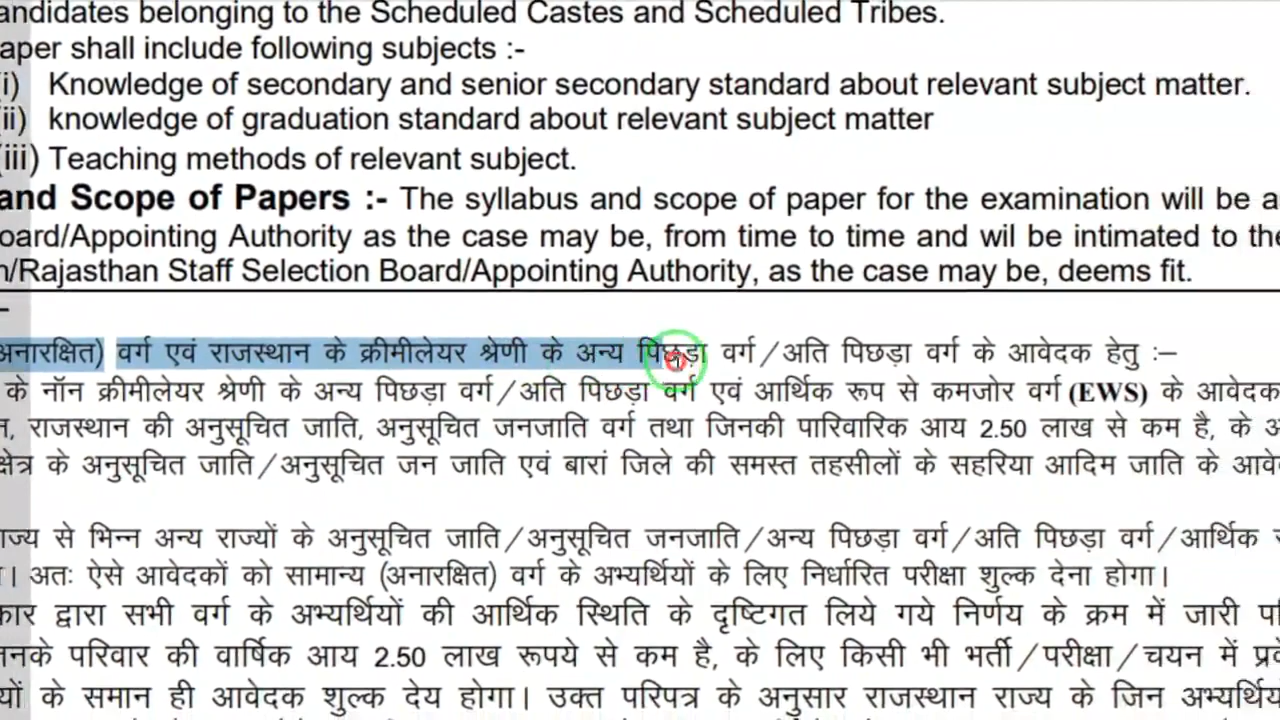 andidates belonging to the Scheduled Castes and Scheduled Tribes.
aper shall include following subjects :-
(i) Knowledge of secondary and senior secondary standard about relevant subject matter.
(ii) knowledge of graduation standard about relevant subject matter
(iii) Teaching methods of relevant subject.
and Scope of Papers :- The syllabus and scope of paper for the examination will be a
oard/Appointing Authority as the case may be, from time to time and wil be intimated to the
n/Rajasthan Staff Selection Board/Appointing Authority, as the case may be, deems fit.
अनारक्षित) वर्ग एवं राजस्थान के क्रीमीलेयर श्रेणी के अन्य पिछड़ा वर्ग/अति पिछड़ा वर्ग के आवेदक हेतु :–
के नॉन क्रीमीलेयर श्रेणी के अन्य पिछड़ा वर्ग/अति पिछड़ा वर्ग एवं आर्थिक रूप से कमजोर वर्ग (EWS) के आवेदक
राजस्थान की अनुसूचित जाति, अनुसूचित जनजाति वर्ग तथा जिनकी पारिवारिक आय 2.50 लाख से कम है, के
क्षेत्र के अनुसूचित जाति/अनुसूचित जन जाति एवं बारां जिले की समस्त तहसीलों के सहरिया आदिम जाति के आवे
ाज्य से भिन्न अन्य राज्यों के अनुसूचित जाति/अनुसूचित जनजाति/अन्य पिछड़ा वर्ग/अति पिछड़ा वर्ग/आर्थिक
। अतः ऐसे आवेदकों को सामान्य (अनारक्षित) वर्ग के अभ्यर्थियों के लिए निर्धारित परीक्षा शुल्क देना होगा।
कार द्वारा सभी वर्ग के अभ्यर्थियों की आर्थिक स्थिति के दृष्टिगत लिये गये निर्णय के क्रम में जारी परि
नके परिवार की वार्षिक आय 2.50 लाख रूपये से कम है, के लिए किसी भी भर्ती/परीक्षा/चयन में प्रवे
यों के समान ही आवेदक शुल्क देय होगा। उक्त परिपत्र के अनुसार राजस्थान राज्य के जिन अभ्यर्थियो